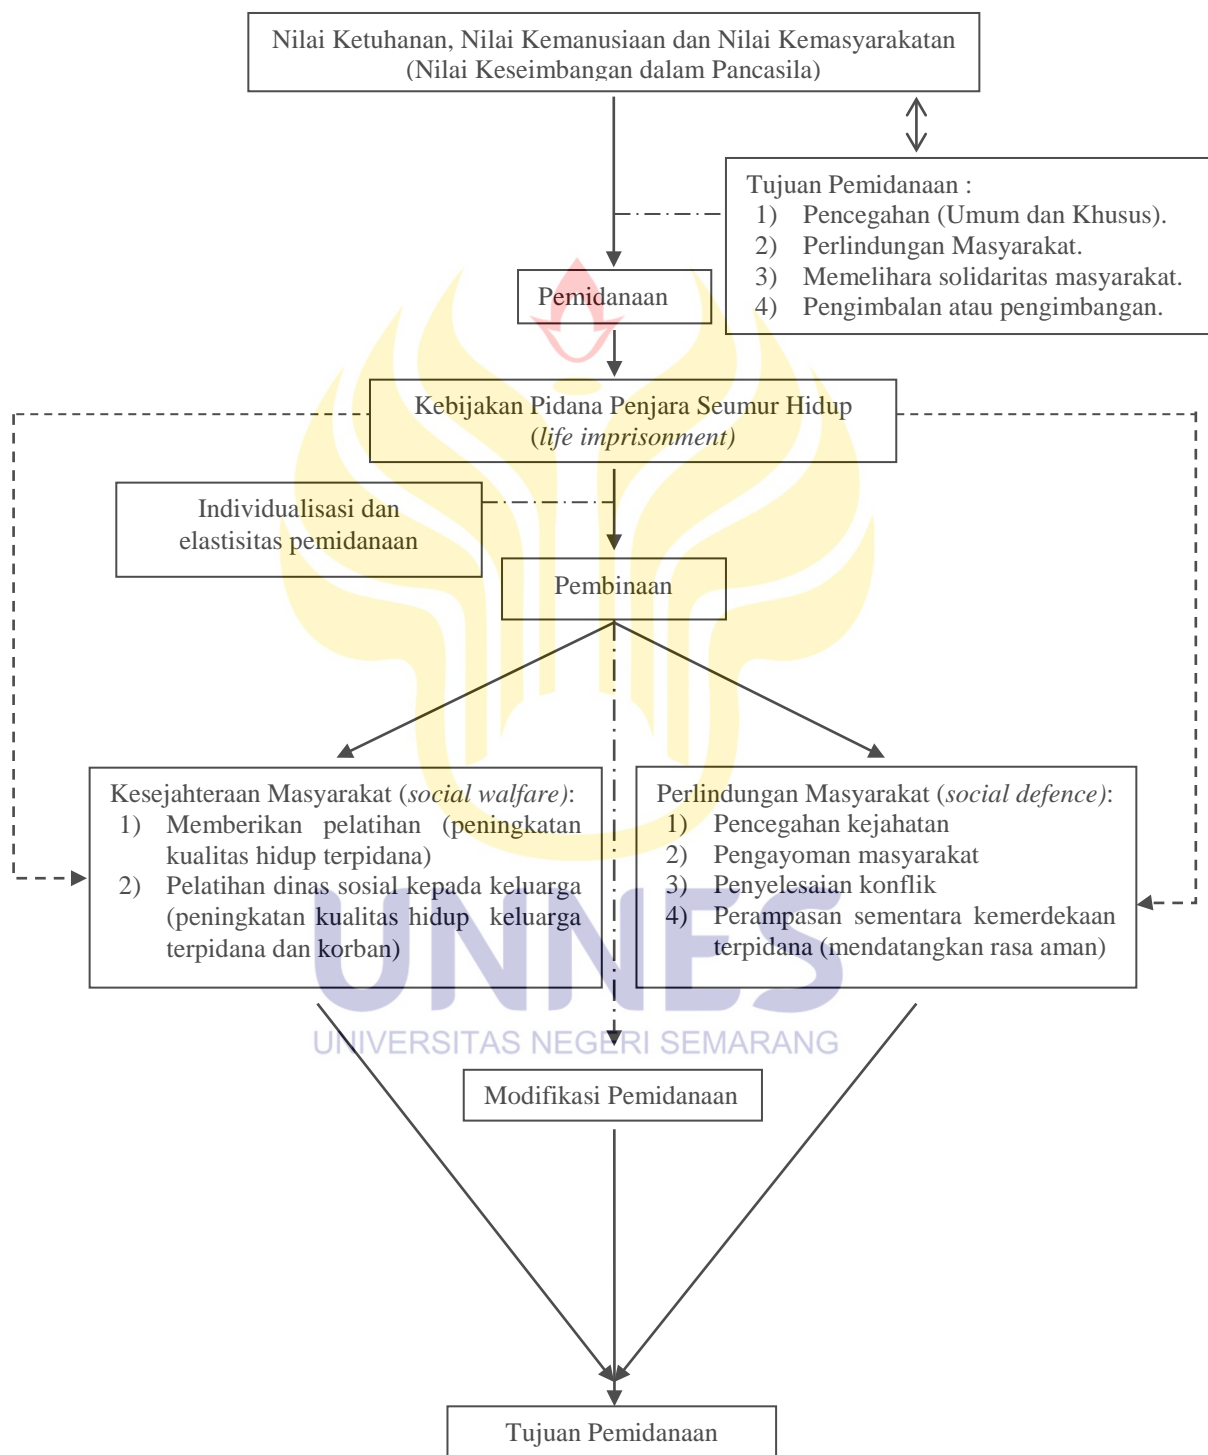 Nilai Ketuhanan, Nilai Kemanusiaan dan Nilai Kemasyarakatan
(Nilai Keseimbangan dalam Pancasila)
Tujuan Pemidanaan :
1) Pencegahan (Umum dan Khusus).
2) Perlindungan Masyarakat.
3) Memelihara solidaritas masyarakat.
4) Pengimbalan atau pengimbangan.
Pemidanaan
Kebijakan Pidana Penjara Seumur Hidup
(life imprisonment)
Individualisasi dan
elastisitas pemidanaan
Pembinaan
Kesejahteraan Masyarakat (social walfare):
1) Memberikan pelatihan (peningkatan
kualitas hidup terpidana)
2) Pelatihan dinas sosial kepada keluarga
(peningkatan kualitas hidup keluarga
terpidana dan korban)
Perlindungan Masyarakat (social defence):
1) Pencegahan kejahatan
2) Pengayoman masyarakat
3) Penyelesaian konflik
4) Perampasan sementara kemerdekaan
terpidana (mendatangkan rasa aman)
UNNES
UNIVERSITAS NEGERI SEMARANG
Modifikasi Pemidanaan
Tujuan Pemidanaan